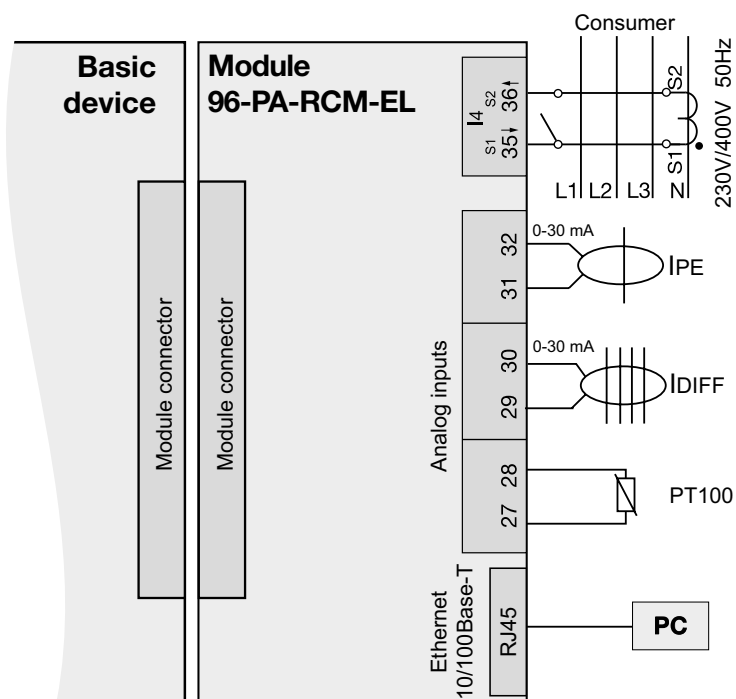 Consumer
Basic
device
Module
96-PA-RCM-EL
I4
S2
36
S1
35
S2
S1
L1 L2 L3 N
230V/400V 50Hz
Module connector
Module connector
Analog inputs
32
31
0-30 mA
IPE
30
29
0-30 mA
IDIFF
28
27
PT100
Ethernet
10/100Base-T
RJ45
PC